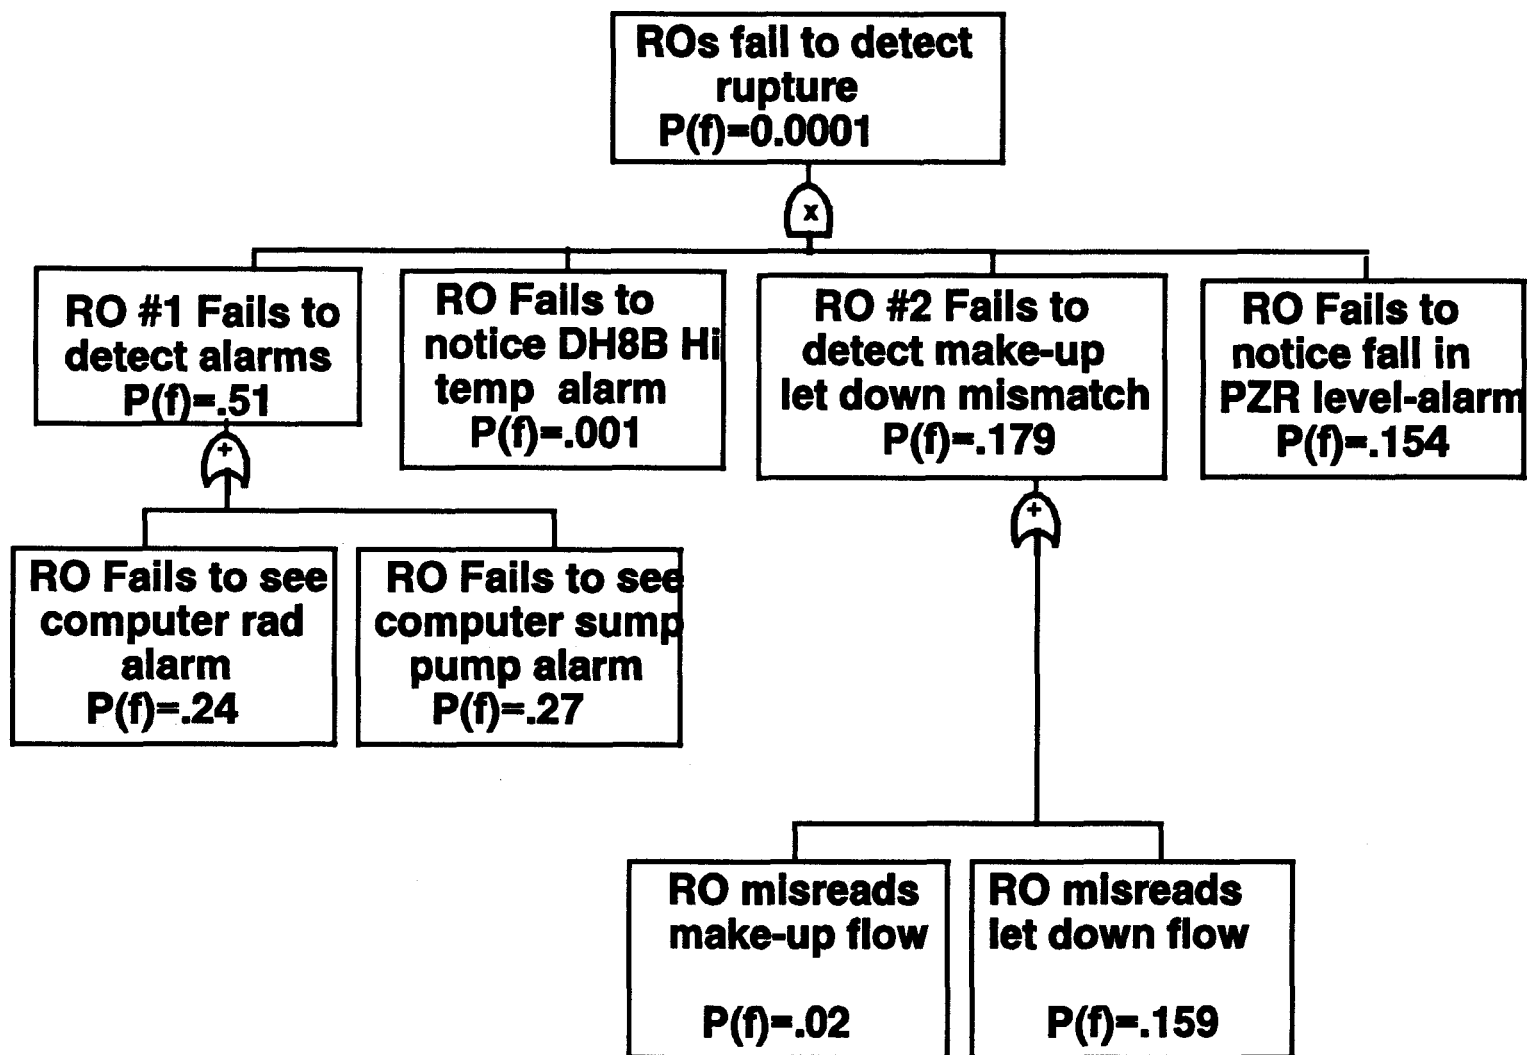 ROs fail to detect
rupture
P(f)=0.0001
x
RO #1 Fails to
detect alarms
P(f)=.51
RO Fails to
notice DH8B Hi
temp alarm
P(f)=.001
RO #2 Fails to
detect make-up
let down mismatch
P(f)=.179
RO Fails to
notice fall in
PZR level-alarm
P(f)=.154
+
+
RO Fails to see
computer rad
alarm
P(f)=.24
RO Fails to see
computer sump
pump alarm
P(f)=.27
RO misreads
make-up flow
P(f)=.02
RO misreads
let down flow
P(f)=.159